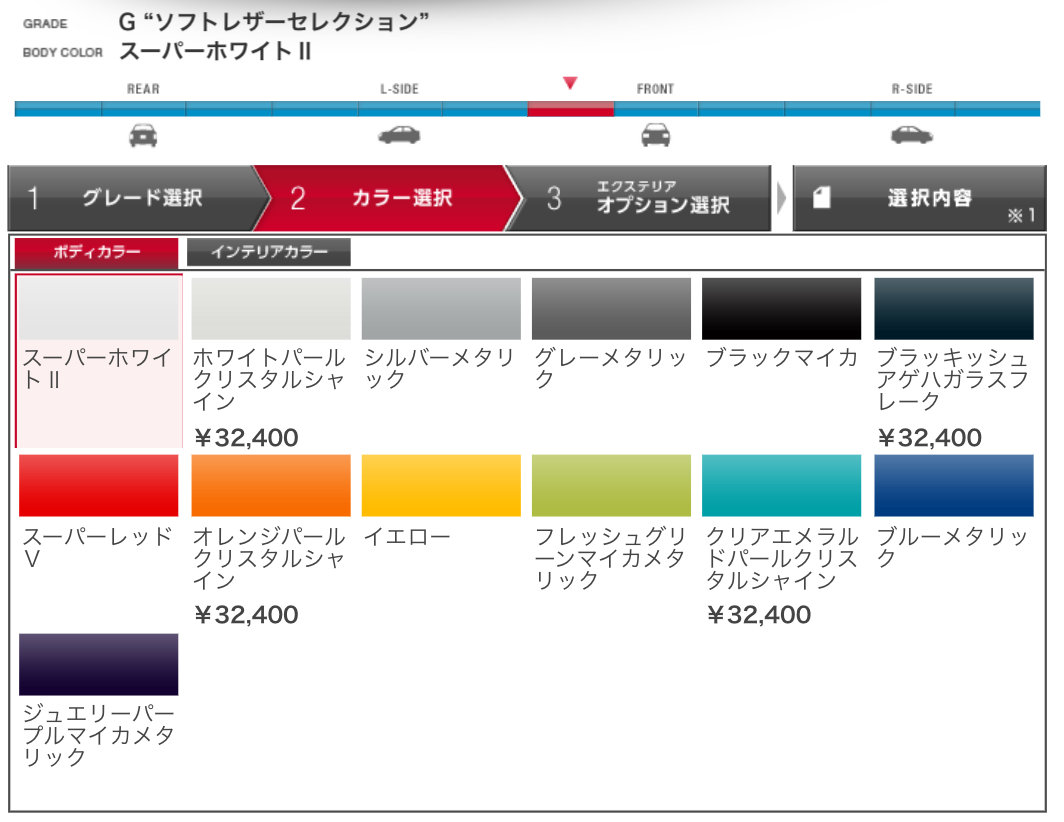 GRADE G “ソフトレザーセレクション”
BODY COLOR スーパーホワイトⅡ
REAR L-SIDE FRONT R-SIDE
1 グレード選択
2 カラー選択
3 エクステリア
オプション選択
選択内容
※1
ボディカラー インテリアカラー
スーパーホワイ
トⅡ
ホワイトパール
クリスタルシャ
イン
￥32,400
シルバーメタリ
ック
グレーメタリッ
ク
ブラックマイカ
ブラッキッシュ
アゲハガラスフ
レーク
￥32,400
スーパーレッド
Ⅴ
オレンジパール
クリスタルシャ
イン
￥32,400
イエロー
フレッシュグリ
ーンマイカメタ
リック
クリアエメラル
ドパールクリス
タルシャイン
￥32,400
ブルーメタリッ
ク
ジュエリーパー
プルマイカメタ
リック